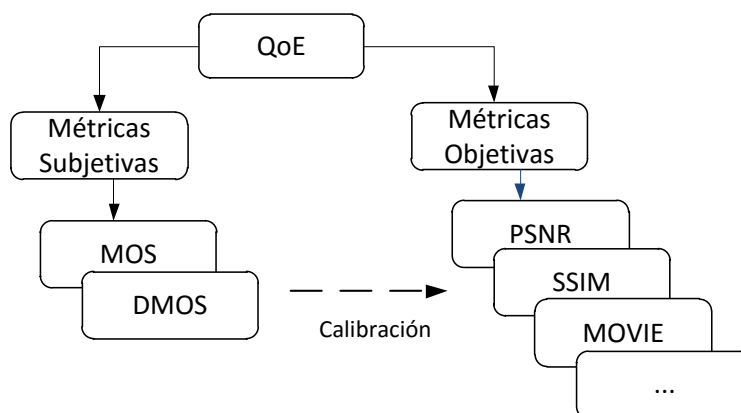 QoE
Métricas
Subjetivas
Métricas
Objetivas
MOS
DMOS
Calibración
PSNR
SSIM
MOVIE
...